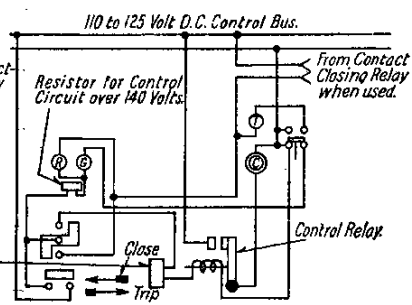 110 to 125 Volt D.C. Control Bus.
From Contact
Closing Relay
when used.
Resistor for Control
Circuit over 140 Volts.
R
G
T
C
Control Relay.
Close
Trip